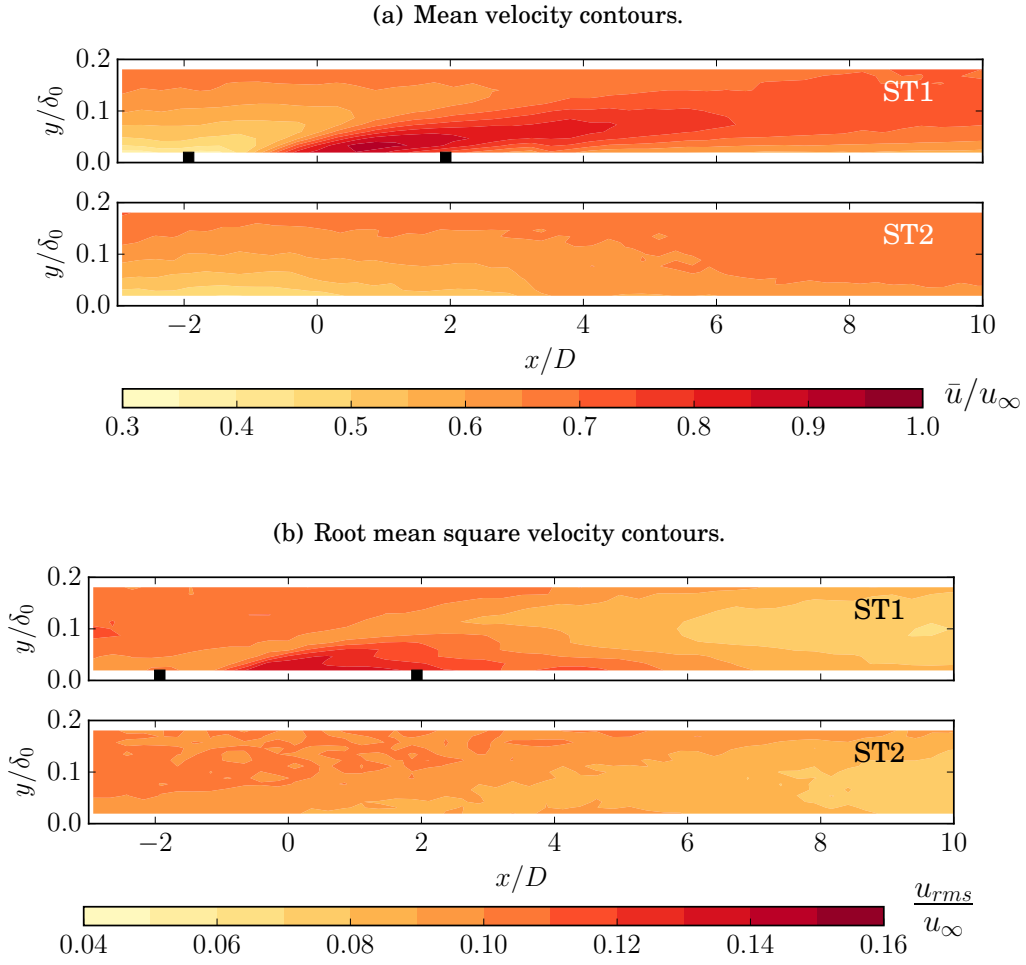 (a) Mean velocity contours.
0.2
0.1
0.0
y/δ₀
ST1
0.2
0.1
0.0
y/δ₀
ST2
−2 0 2 4 6 8 10
x/D
0.3 0.4 0.5 0.6 0.7 0.8 0.9 1.0
ū/u∞
(b) Root mean square velocity contours.
0.2
0.1
0.0
y/δ₀
ST1
0.2
0.1
0.0
y/δ₀
ST2
−2 0 2 4 6 8 10
x/D
u_rms
u∞
0.04 0.06 0.08 0.10 0.12 0.14 0.16